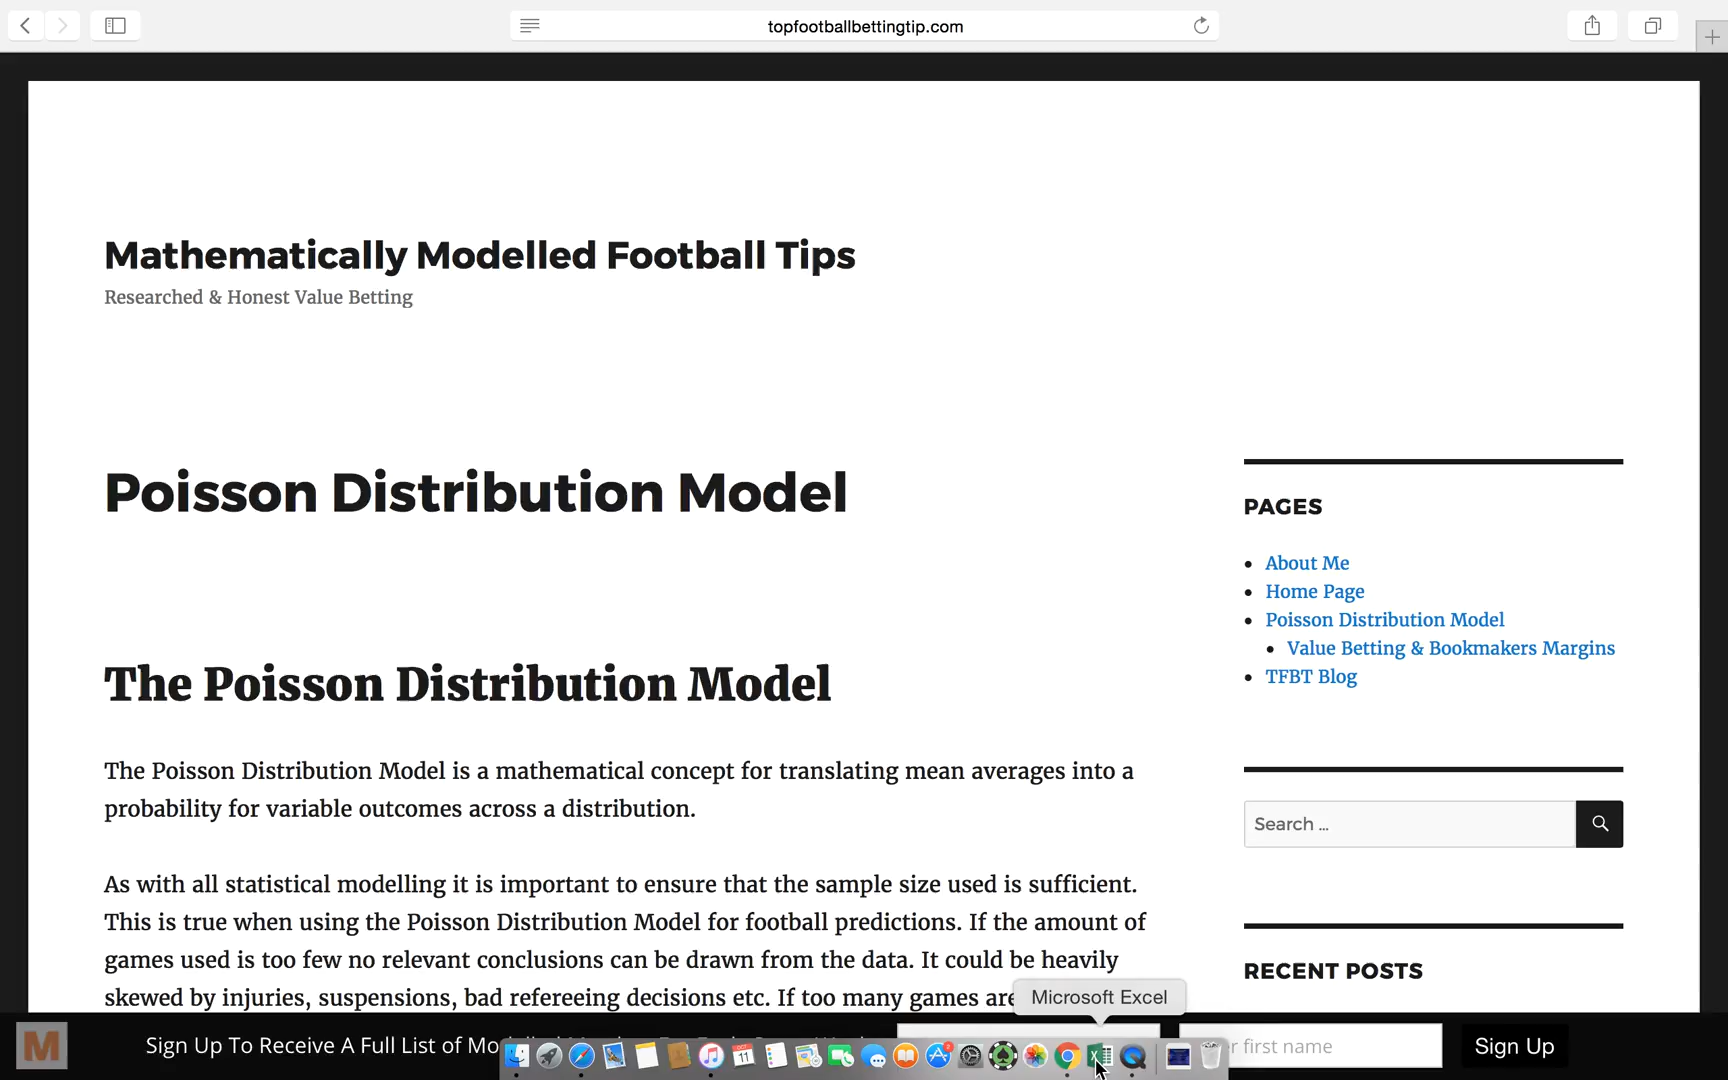 topfootballbettingtip.com
Mathematically Modelled Football Tips
Researched & Honest Value Betting
Poisson Distribution Model
The Poisson Distribution Model
The Poisson Distribution Model is a mathematical concept for translating mean averages into a
probability for variable outcomes across a distribution.
As with all statistical modelling it is important to ensure that the sample size used is sufficient.
This is true when using the Poisson Distribution Model for football predictions. If the amount of
games used is too few no relevant conclusions can be drawn from the data. It could be heavily
skewed by injuries, suspensions, bad refereeing decisions etc. If too many games are
PAGES
About Me
Home Page
Poisson Distribution Model
Value Betting & Bookmakers Margins
TFBT Blog
Search ...
RECENT POSTS
Microsoft Excel
M
Sign Up To Receive A Full List of
first name
Sign Up
11